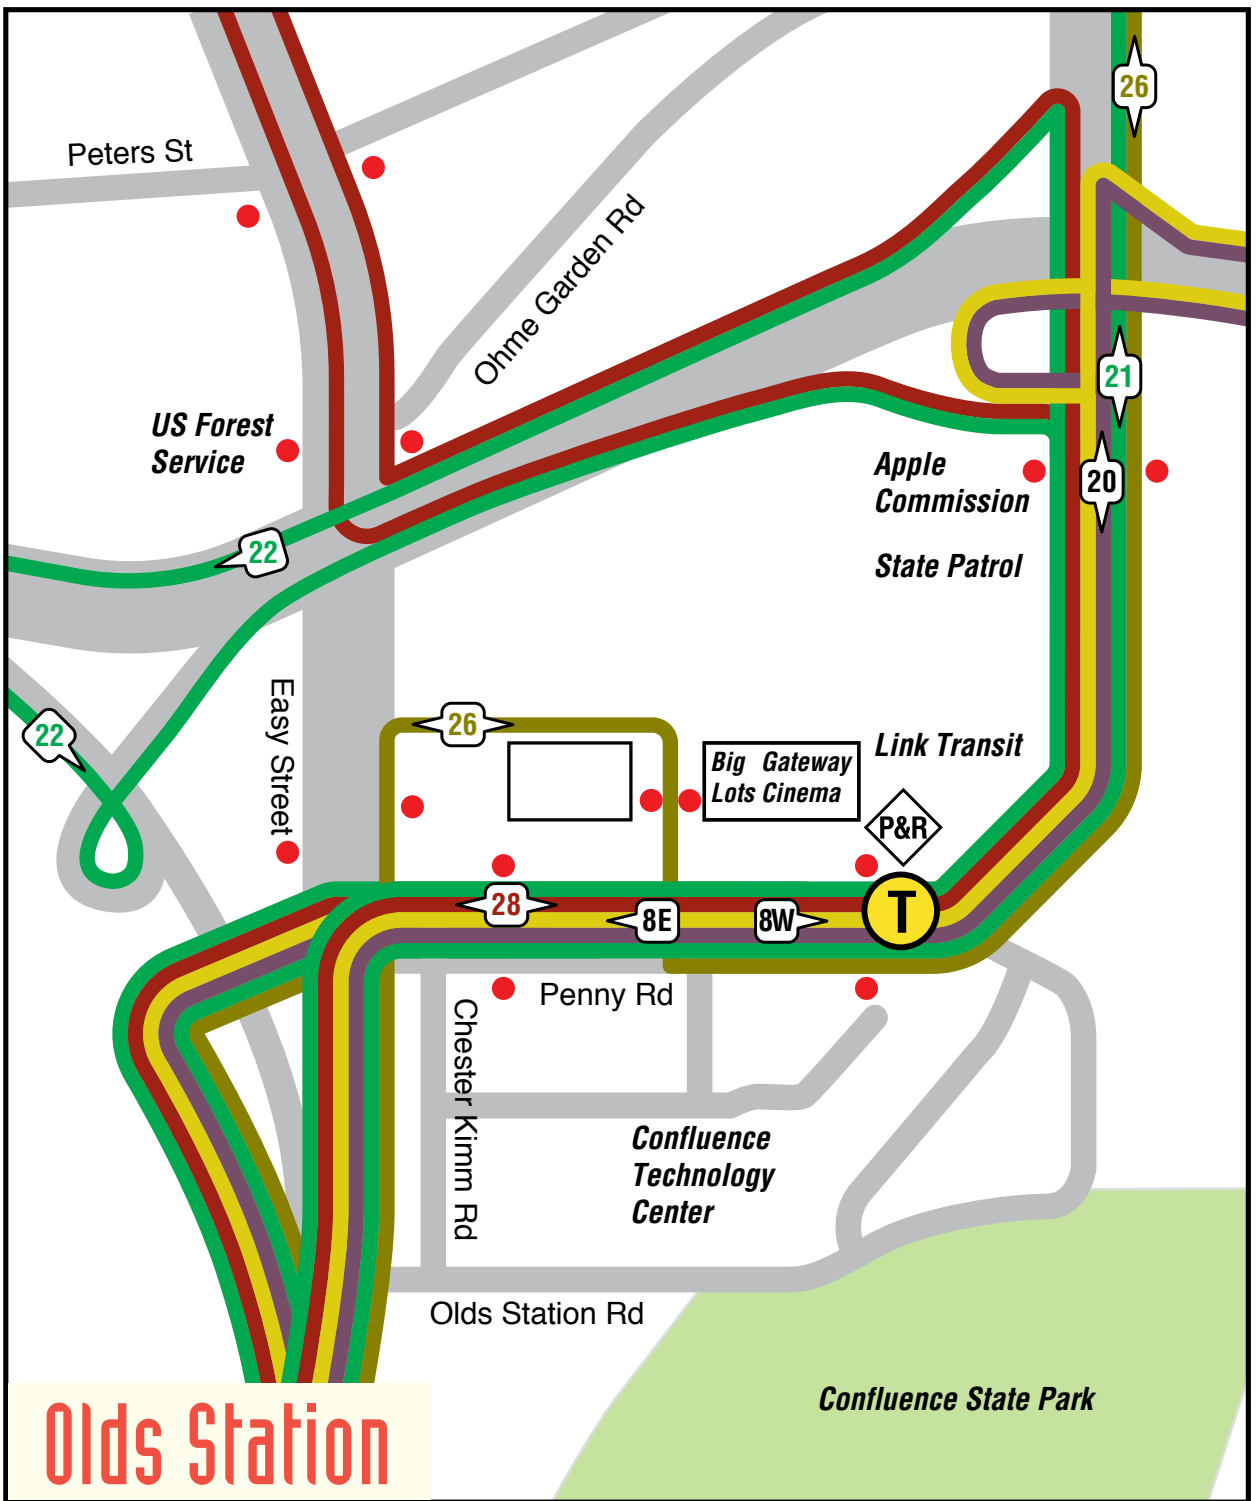 26
Peters St
Ohme Garden Rd
21
US Forest
Service
Apple
Commission
20
22
State Patrol
Easy Street
22
26
Link Transit
Big Gateway
Lots Cinema
P&R
28
8E
8W
T
Penny Rd
Chester Kimm Rd
Confluence
Technology
Center
Olds Station Rd
Confluence State Park
Olds Station